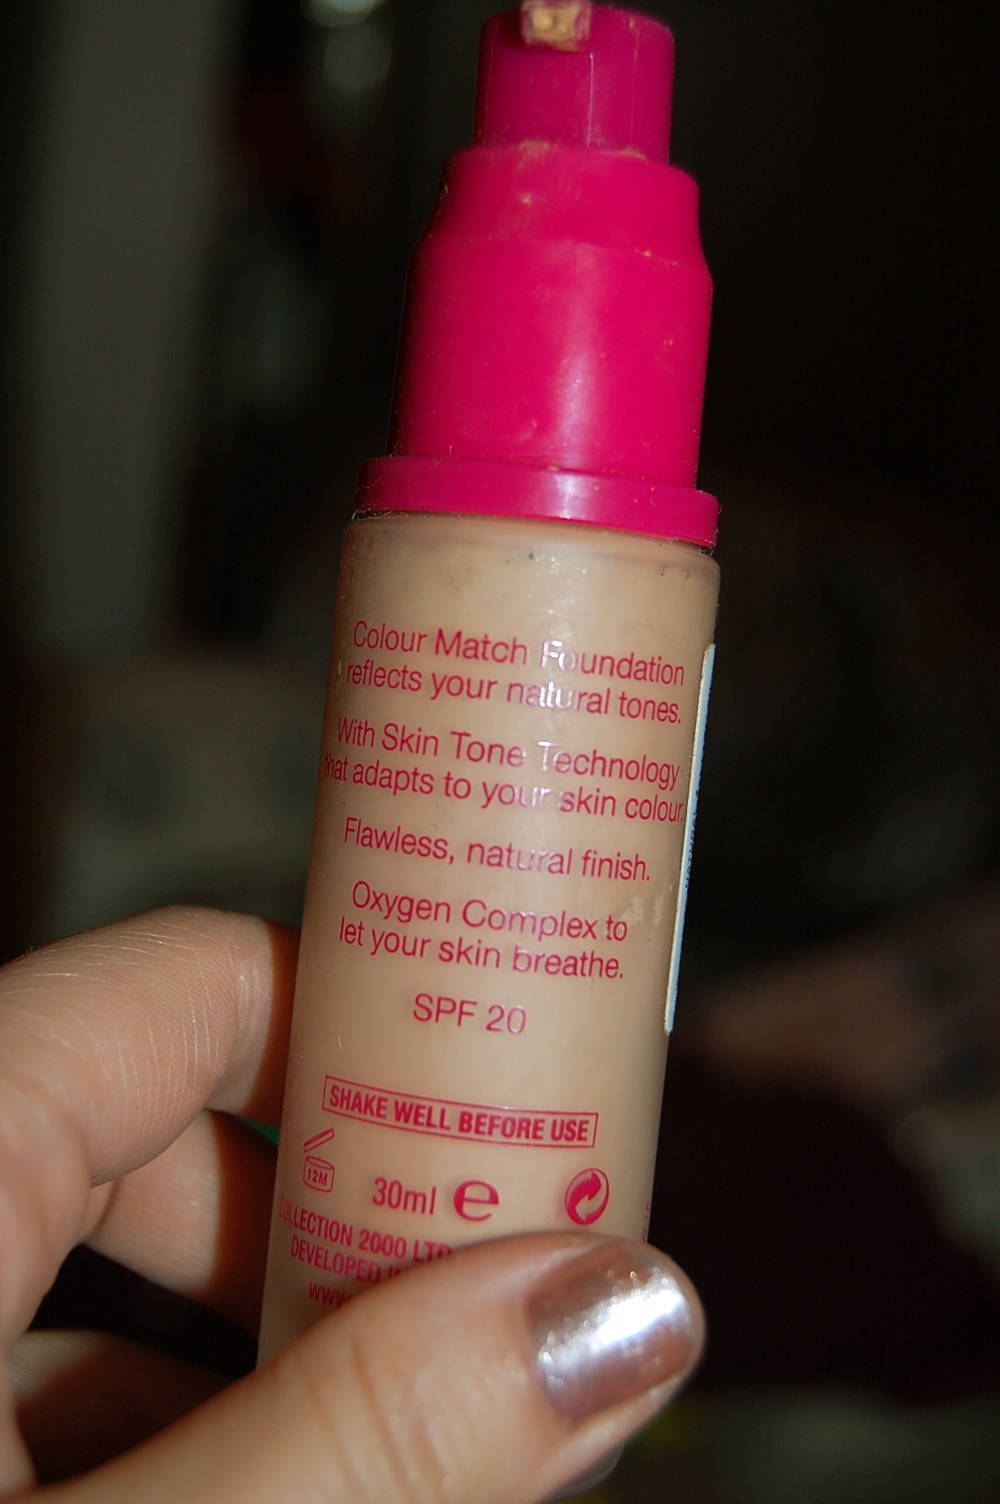 Colour Match Foundation
reflects your natural tones.
With Skin Tone Technology
that adapts to your skin colour.
Flawless, natural finish.
Oxygen Complex to
let your skin breathe.
SPF 20
SHAKE WELL BEFORE USE
12M
30ml e
COLLECTION 2000 LTD
DEVELOPED
www.